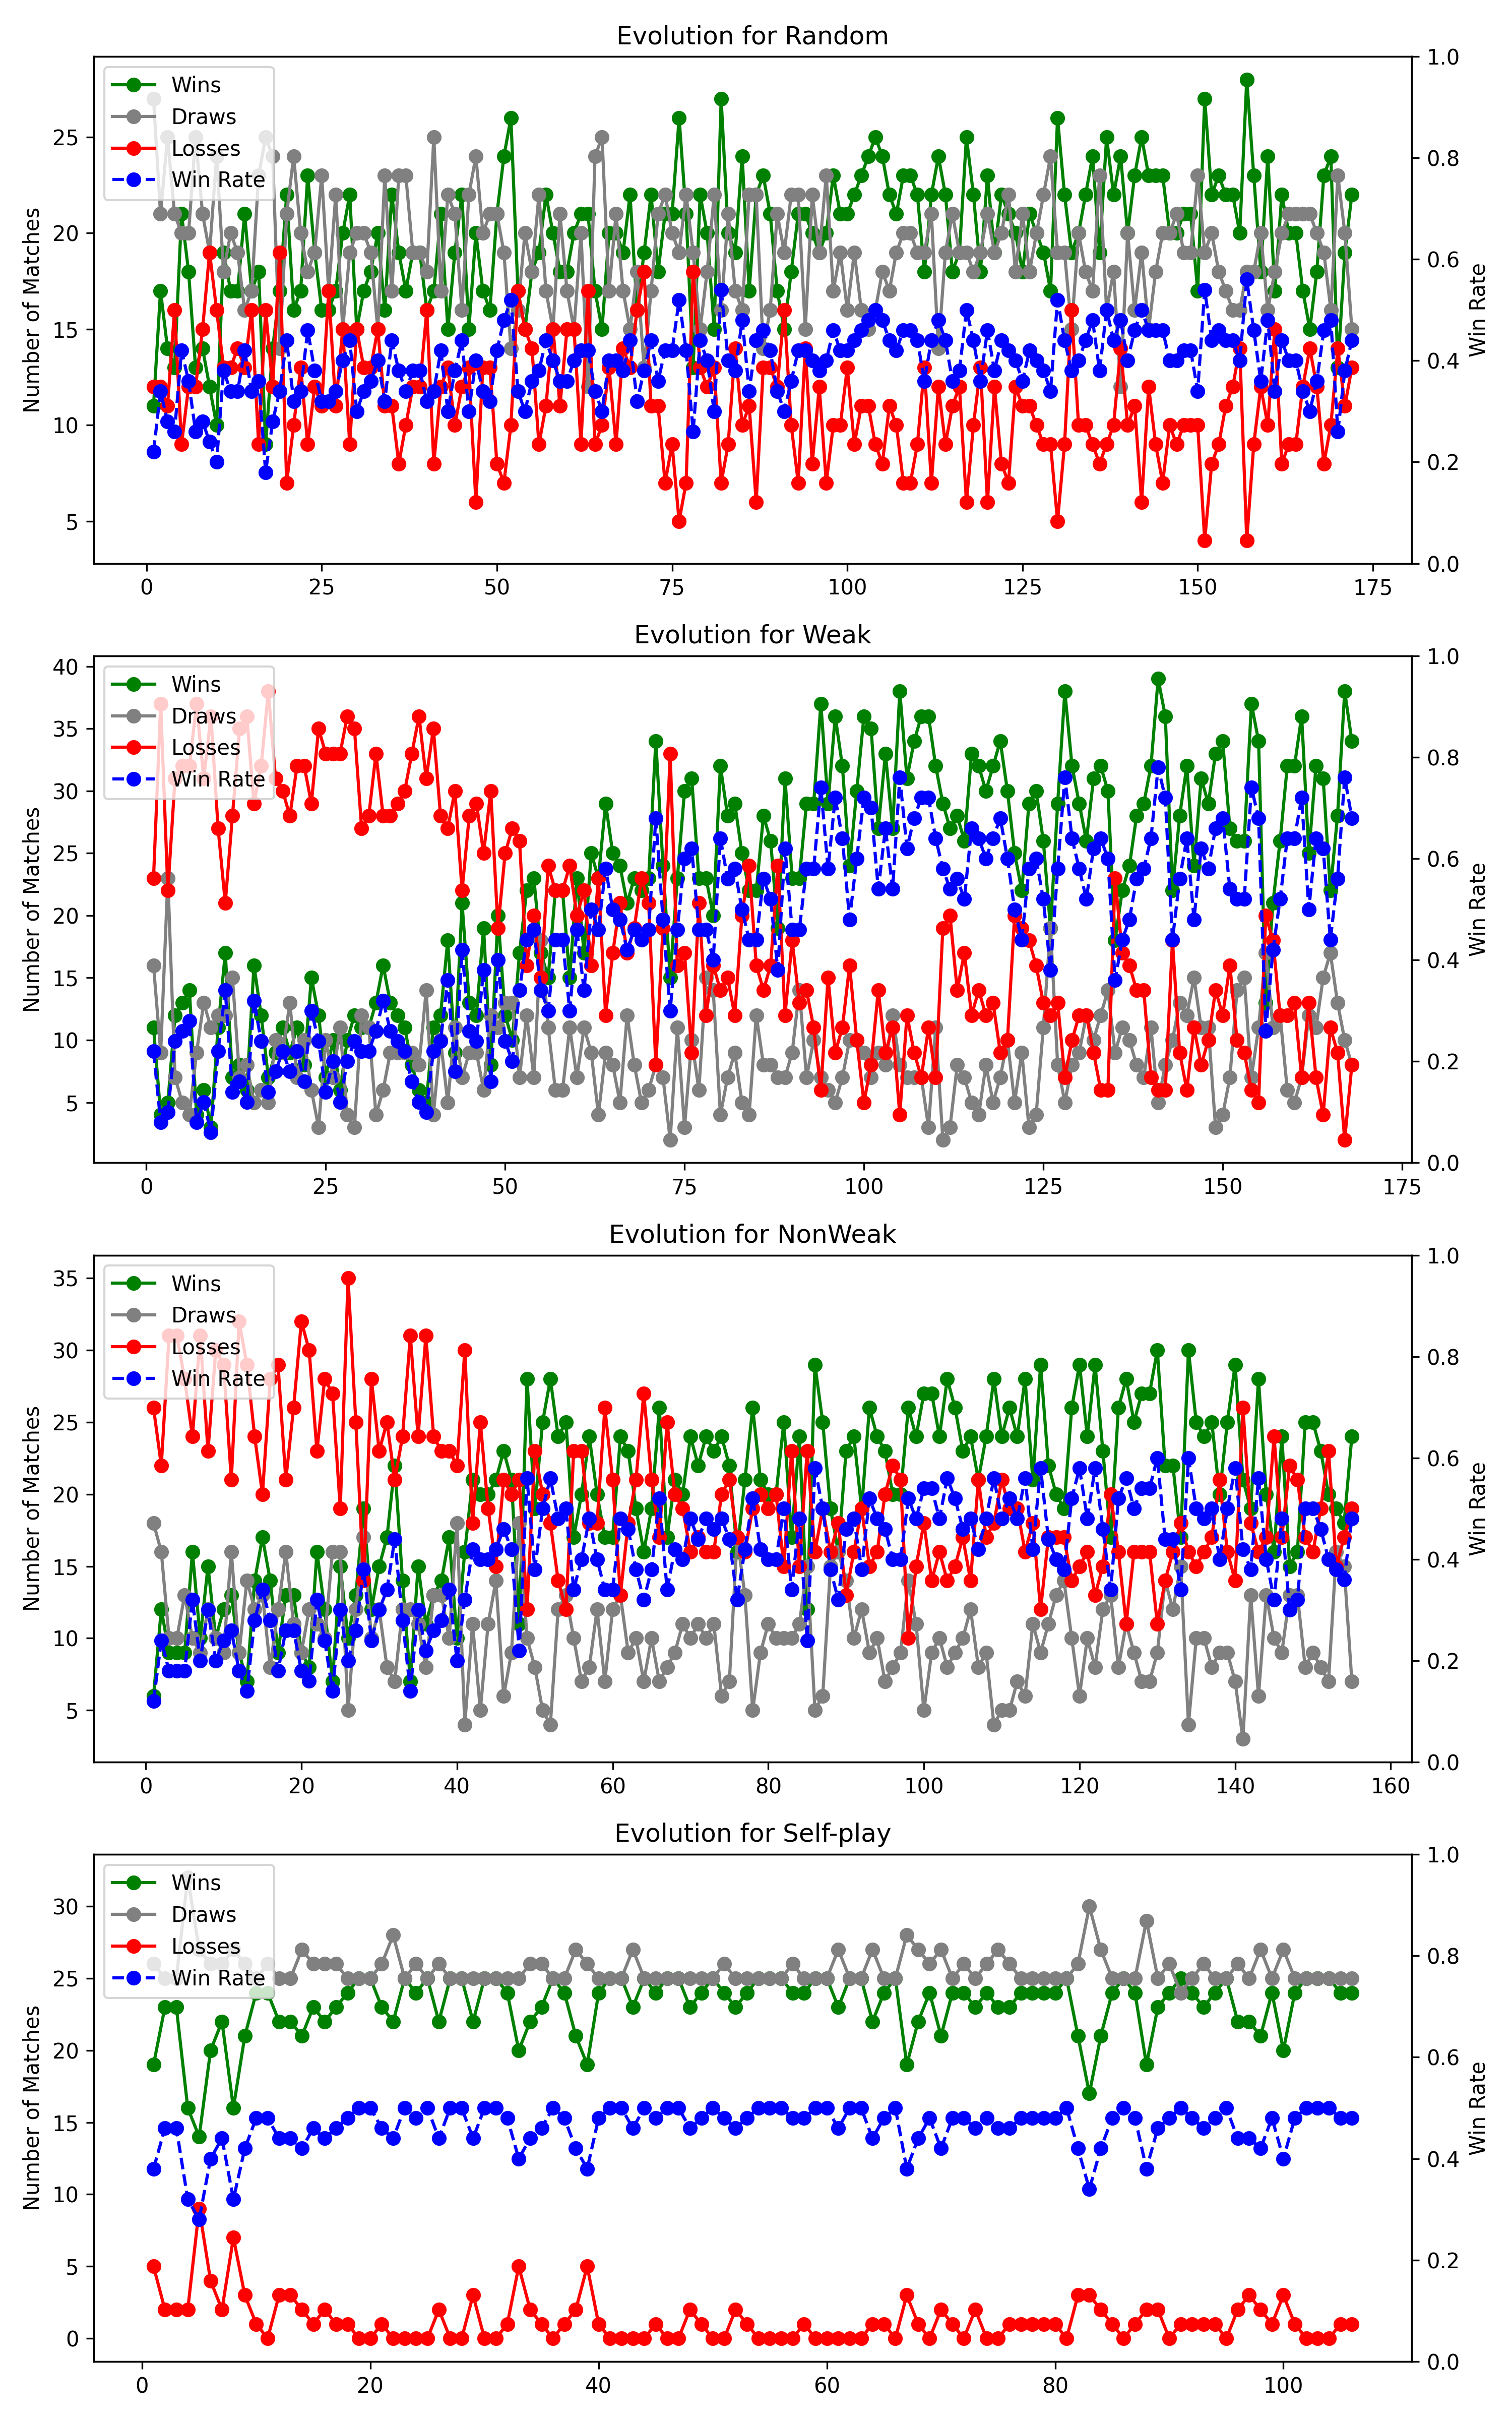 Evolution for Random
Wins
Draws
Losses
Win Rate
Number of Matches
25
20
15
10
5
1.0
0.8
0.6
0.4
0.2
0.0
Win Rate
0 25 50 75 100 125 150 175
Evolution for Weak
Wins
Draws
Losses
Win Rate
Number of Matches
40
35
30
25
20
15
10
5
1.0
0.8
0.6
0.4
0.2
0.0
Win Rate
0 25 50 75 100 125 150 175
Evolution for NonWeak
Wins
Draws
Losses
Win Rate
Number of Matches
35
30
25
20
15
10
5
1.0
0.8
0.6
0.4
0.2
0.0
Win Rate
0 20 40 60 80 100 120 140 160
Evolution for Self-play
Wins
Draws
Losses
Win Rate
Number of Matches
30
25
20
15
10
5
0
1.0
0.8
0.6
0.4
0.2
0.0
Win Rate
0 20 40 60 80 100